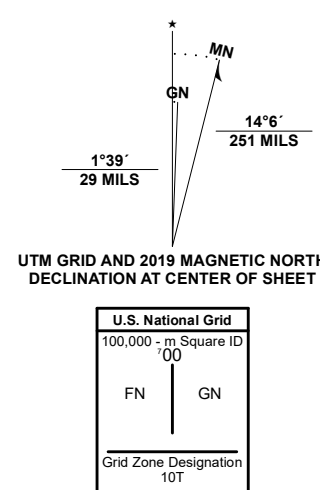 ★
MN
GN
14°6´
251 MILS
1°39´
29 MILS
UTM GRID AND 2019 MAGNETIC NORTH
DECLINATION AT CENTER OF SHEET
U.S. National Grid
100,000 - m Square ID
⁷00
FN GN
Grid Zone Designation
10T